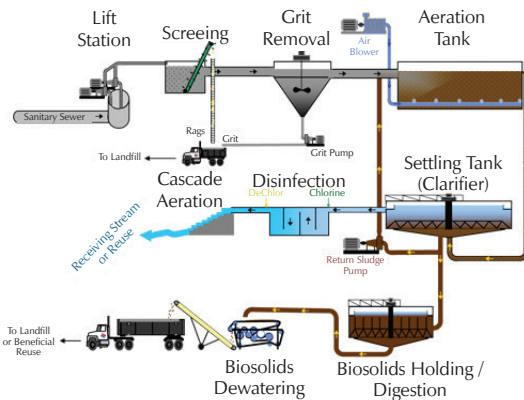 Lift
Station
Screeing
Grit
Removal
Aeration
Tank
Air
Blower
Sanitary Sewer
Rags
Grit
Grit Pump
To Landfill
Cascade
Aeration
Disinfection
DeChlor
Chlorine
Settling Tank
(Clarifier)
Receiving Stream
or Reuse
Return Sludge
Pump
To Landfill
or Beneficial
Reuse
Biosolids
Dewatering
Biosolids Holding /
Digestion